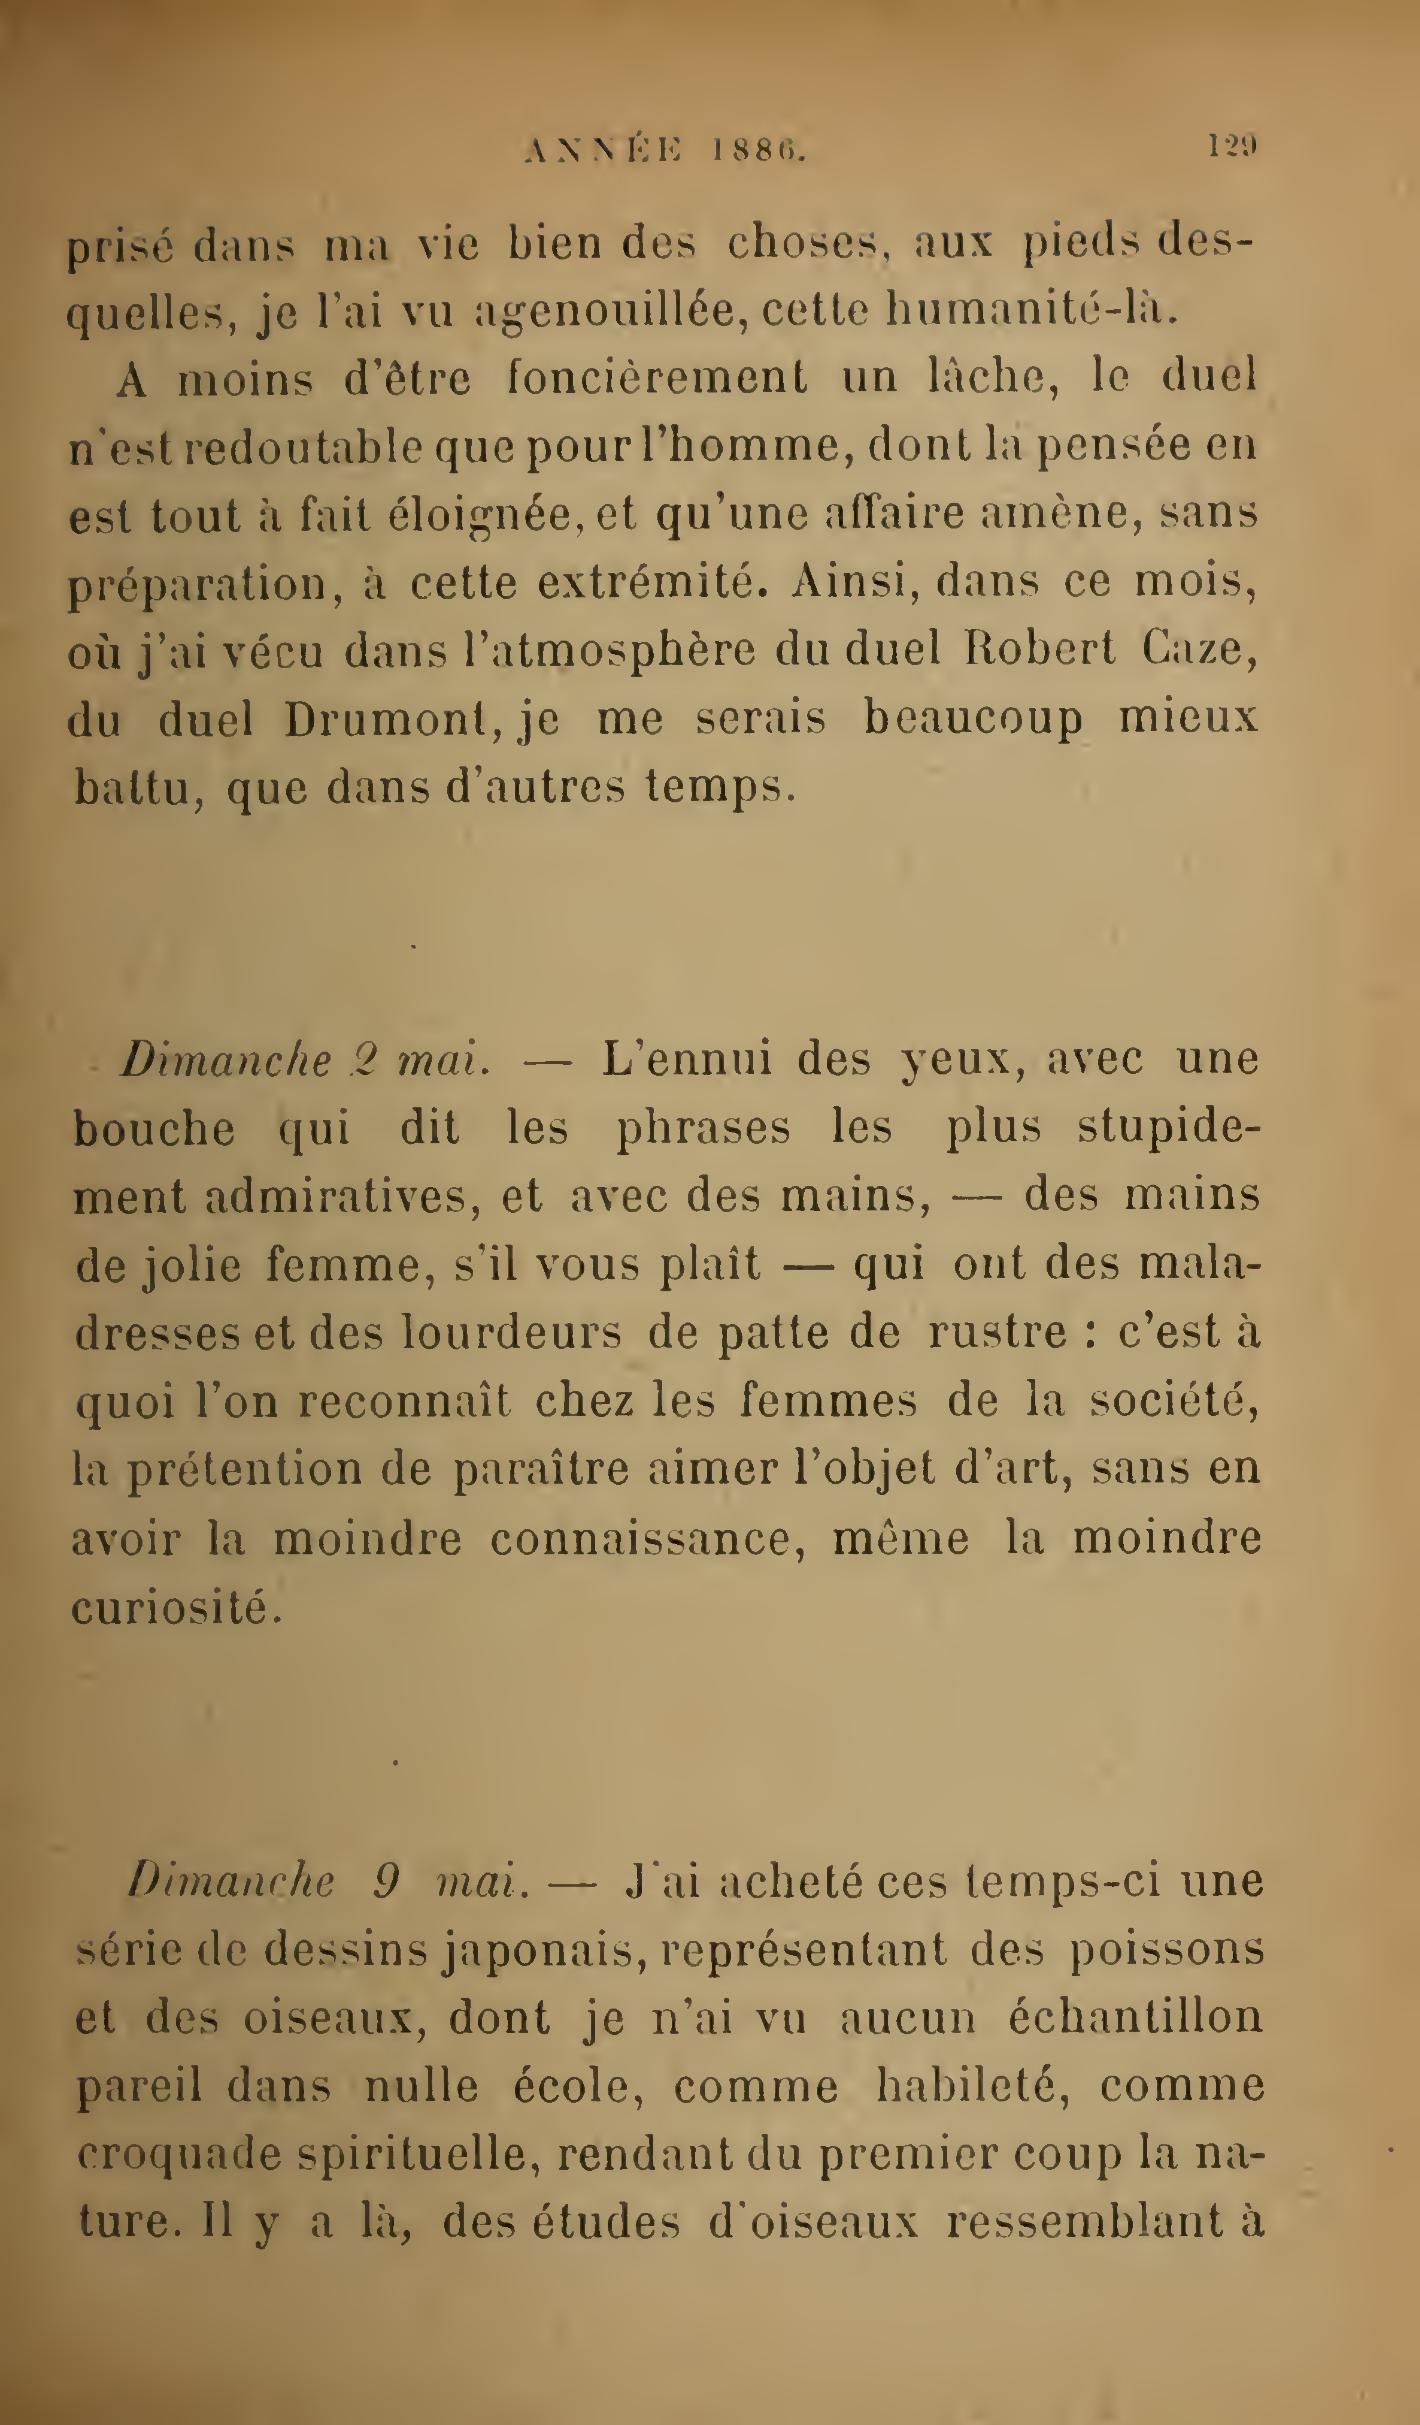 ANNÉE 1886. 129
prisé dans ma vie bien des choses, aux pieds des-
quelles, je l'ai vu agenouillée, cette humanité-là.
A moins d'être foncièrement un lâche, le duel
n'est redoutable que pour l'homme, dont la pensée en
est tout à fait éloignée, et qu'une affaire amène, sans
préparation, à cette extrémité. Ainsi, dans ce mois,
où j'ai vécu dans l'atmosphère du duel Robert Caze,
du duel Drumont, je me serais beaucoup mieux
battu, que dans d'autres temps.
Dimanche 2 mai. — L'ennui des yeux, avec une
bouche qui dit les phrases les plus stupide-
ment admiratives, et avec des mains, — des mains
de jolie femme, s'il vous plaît — qui ont des mala-
dresses et des lourdeurs de patte de rustre : c'est à
quoi l'on reconnaît chez les femmes de la société,
la prétention de paraître aimer l'objet d'art, sans en
avoir la moindre connaissance, même la moindre
curiosité.
Dimanche 9 mai. — J'ai acheté ces temps-ci une
série de dessins japonais, représentant des poissons
et des oiseaux, dont je n'ai vu aucun échantillon
pareil dans nulle école, comme habileté, comme
croquade spirituelle, rendant du premier coup la na-
ture. Il y a là, des études d'oiseaux ressemblant à